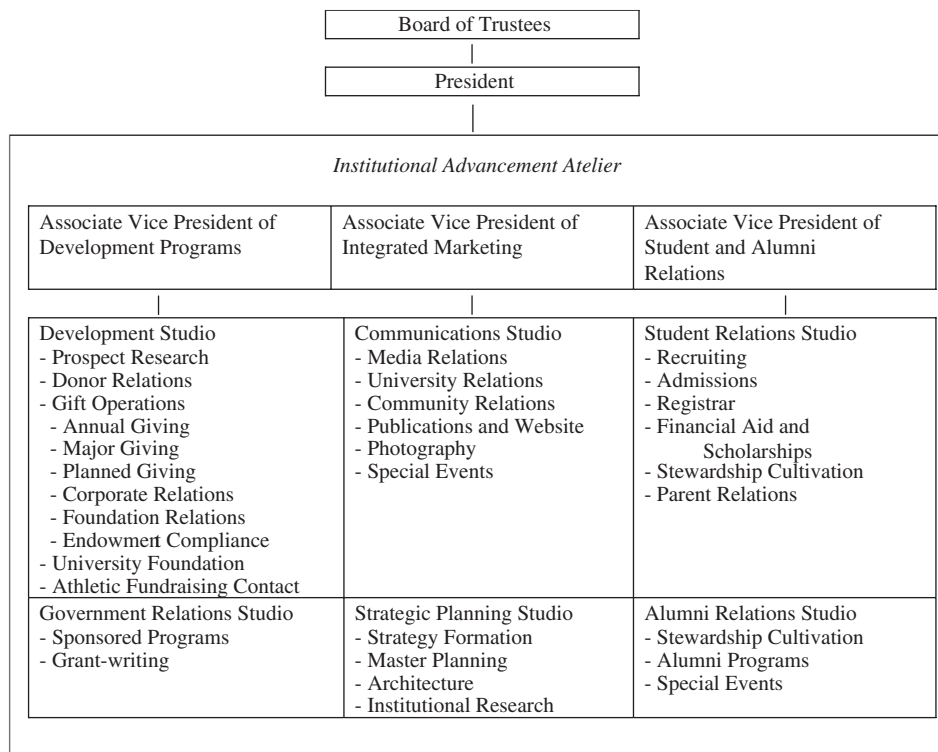 Board of Trustees
President
Institutional Advancement Atelier
Associate Vice President of
Development Programs
Associate Vice President of
Integrated Marketing
Associate Vice President of
Student and Alumni
Relations
Development Studio
- Prospect Research
- Donor Relations
- Gift Operations
- Annual Giving
- Major Giving
- Planned Giving
- Corporate Relations
- Foundation Relations
- Endowment Compliance
- University Foundation
- Athletic Fundraising Contact
Communications Studio
- Media Relations
- University Relations
- Community Relations
- Publications and Website
- Photography
- Special Events
Student Relations Studio
- Recruiting
- Admissions
- Registrar
- Financial Aid and
Scholarships
- Stewardship Cultivation
- Parent Relations
Government Relations Studio
- Sponsored Programs
- Grant-writing
Strategic Planning Studio
- Strategy Formation
- Master Planning
- Architecture
- Institutional Research
Alumni Relations Studio
- Stewardship Cultivation
- Alumni Programs
- Special Events